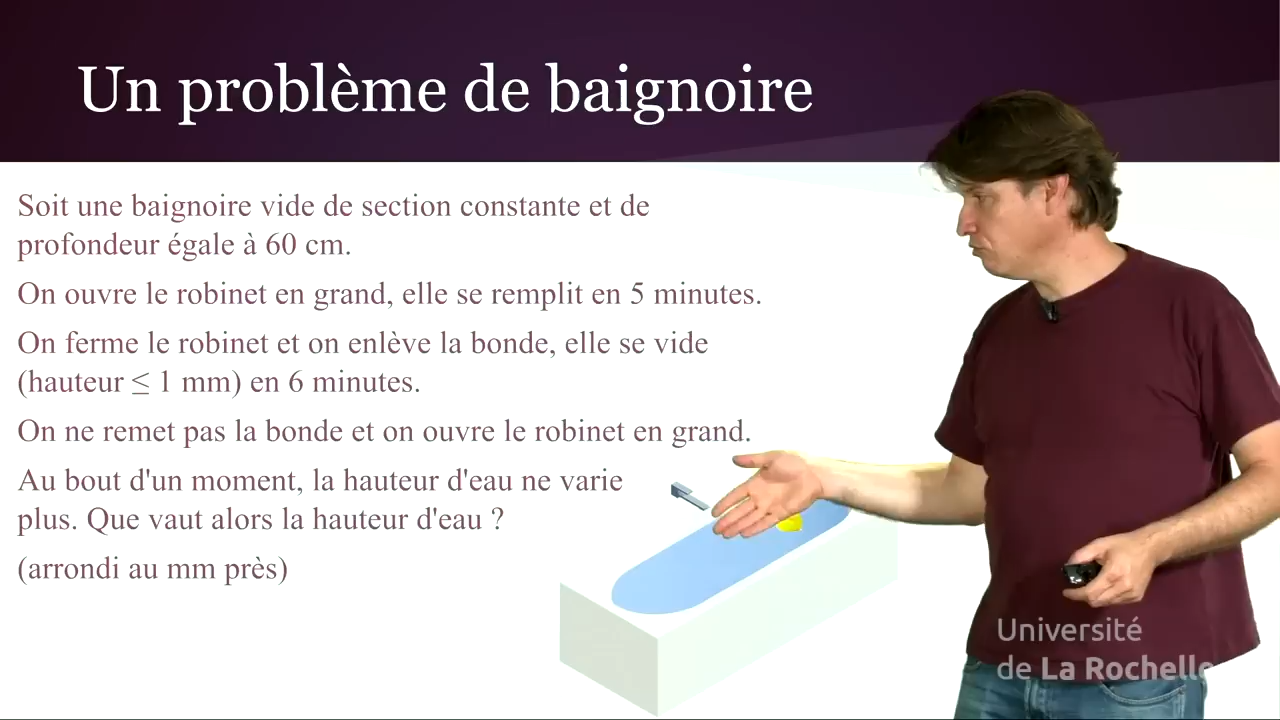 Un problème de baignoire
Soit une baignoire vide de section constante et de
profondeur égale à 60 cm.
On ouvre le robinet en grand, elle se remplit en 5 minutes.
On ferme le robinet et on enlève la bonde, elle se vide
(hauteur ≤ 1 mm) en 6 minutes.
On ne remet pas la bonde et on ouvre le robinet en grand.
Au bout d'un moment, la hauteur d'eau ne varie
plus. Que vaut alors la hauteur d'eau ?
(arrondi au mm près)
Université
de La Rochelle